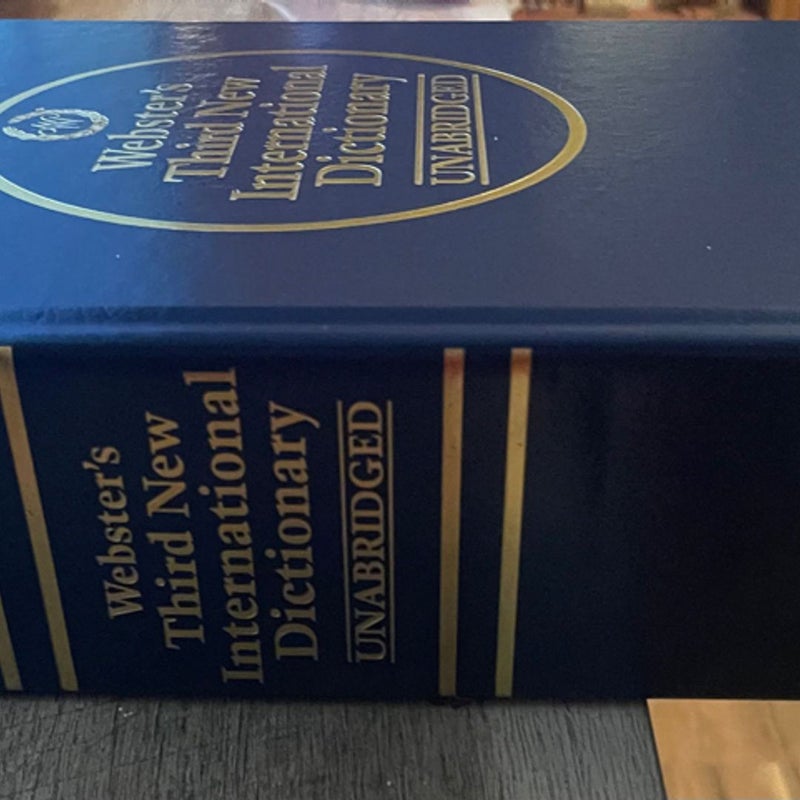 Webster's
Third New
International
Dictionary
UNABRIDGED
Webster's
Third New
International
Dictionary
UNABRIDGED